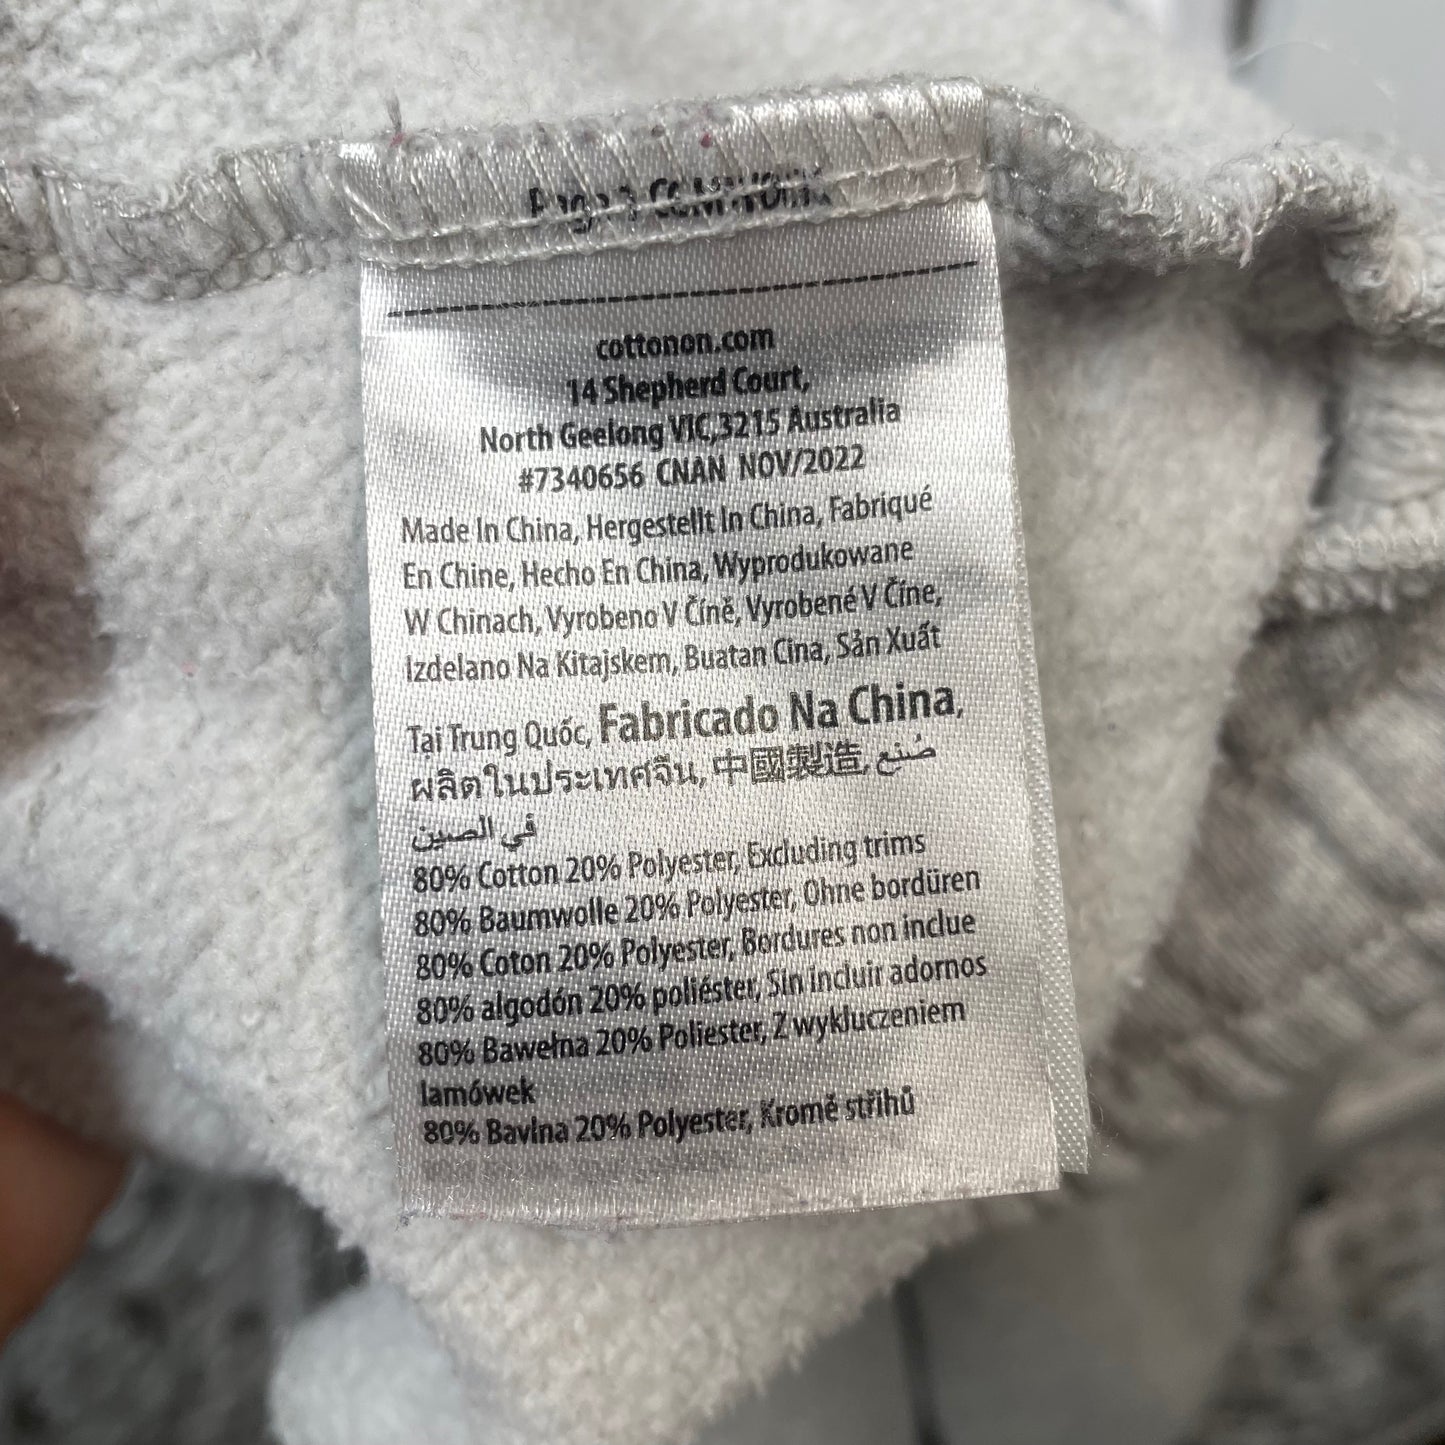 cottonon.com
14 Shepherd Court,
North Geelong VIC,3215 Australia
#7340656 CNAN NOV/2022
Made In China, Hergestellt In China, Fabriqué
En Chine, Hecho En China, Wyprodukowane
W Chinach, Vyrobeno V Číně, Vyrobené V Číne,
Izdelano Na Kitajskem, Buatan Cina, Sản Xuất
Tại Trung Quốc, Fabricado Na China,
ผลิตในประเทศจีน, 中國製造, صُنع
في الصين
80% Cotton 20% Polyester, Excluding trims
80% Baumwolle 20% Polyester, Ohne bordüren
80% Coton 20% Polyester, Bordures non inclue
80% algodón 20% poliéster, Sin incluir adornos
80% Bawełna 20% Poliester, Z wykluczeniem
lamówek
80% Bavlna 20% Polyester, Kromě střihů